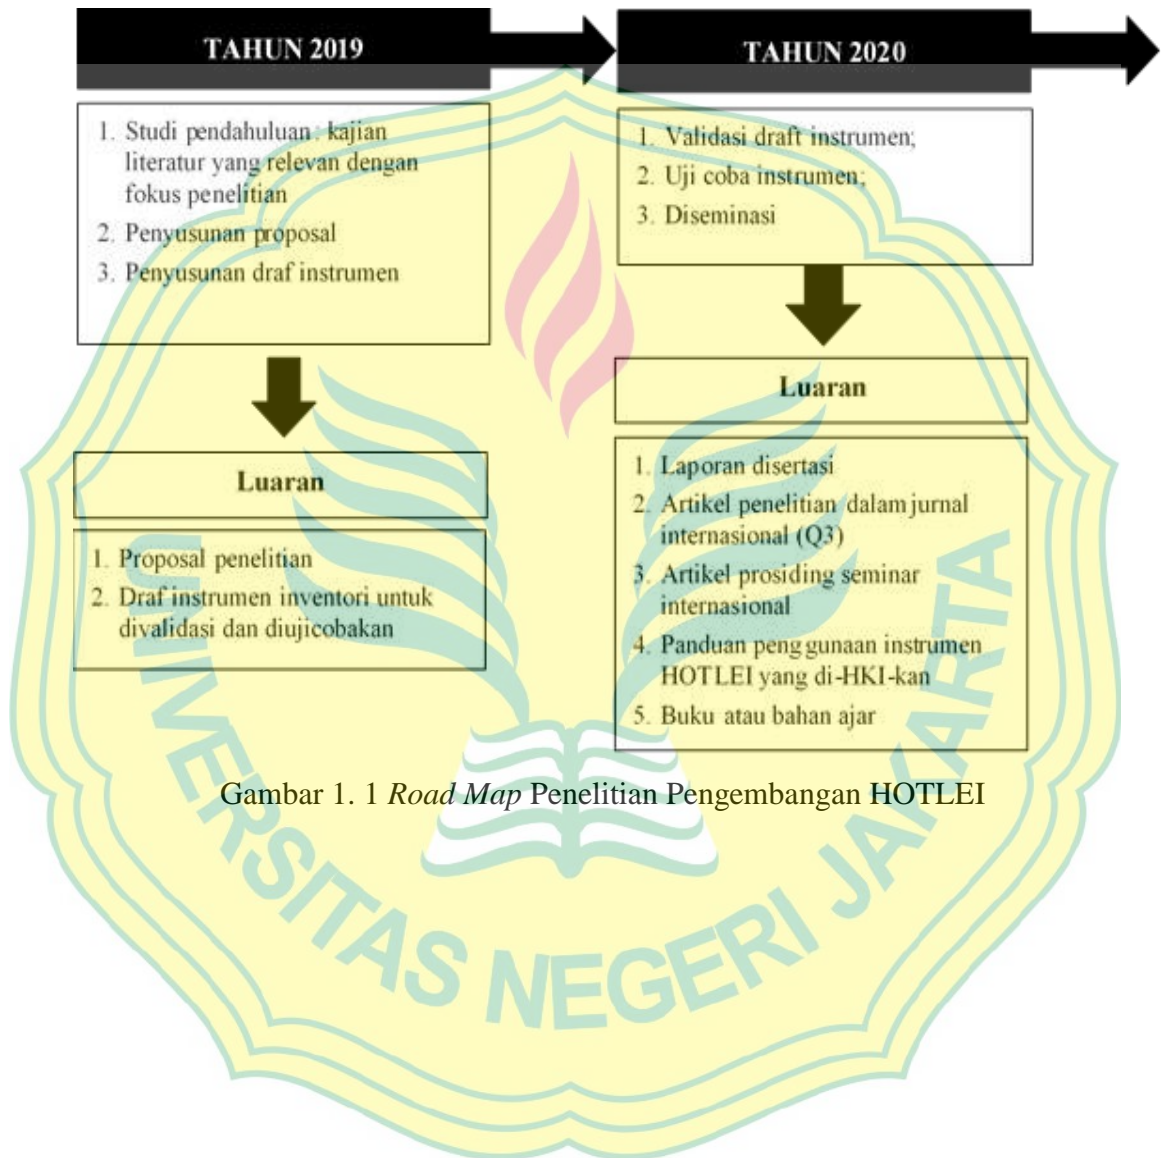 TAHUN 2019
1. Studi pendahuluan: kajian
literatur yang relevan dengan
fokus penelitian
2. Penyusunan proposal
3. Penyusunan draf instrumen
Luaran
1. Proposal penelitian
2. Draf instrumen inventori untuk
divalidasi dan diujicobakan
TAHUN 2020
1. Validasi draft instrumen;
2. Uji coba instrumen;
3. Diseminasi
Luaran
1. Laporan disertasi
2. Artikel penelitian dalam jurnal
internasional (Q3)
3. Artikel prosiding seminar
internasional
4. Panduan penggunaan instrumen
HOTLEI yang di-HKI-kan
5. Buku atau bahan ajar
Gambar 1. 1 Road Map Penelitian Pengembangan HOTLEI
UNIVERSITAS NEGERI JAKARTA